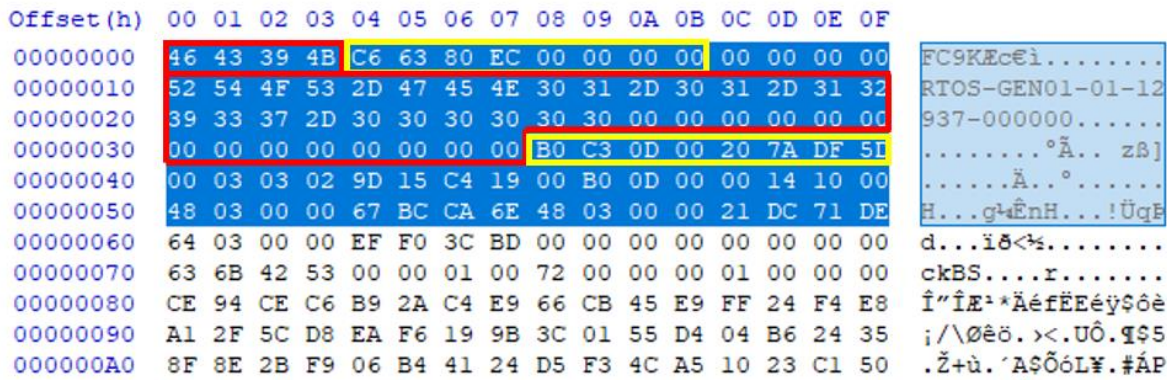 Offset(h) 00 01 02 03 04 05 06 07 08 09 0A 0B 0C 0D 0E 0F
00000000 46 43 39 4B C6 63 80 EC 00 00 00 00 00 00 00 00 FC9KÆc€ì........
00000010 52 54 4F 53 2D 47 45 4E 30 31 2D 30 31 2D 31 32 RTOS-GEN01-01-12
00000020 39 33 37 2D 30 30 30 30 30 30 00 00 00 00 00 00 937-000000......
00000030 00 00 00 00 00 00 00 00 B0 C3 0D 00 20 7A DF 5D ........°Ã.. zß]
00000040 00 03 03 02 9D 15 C4 19 00 B0 0D 00 00 14 10 00 ......Ä..°......
00000050 48 03 00 00 67 BC CA 6E 48 03 00 00 21 DC 71 DE H...g¼ÊnH...!ÜqÞ
00000060 64 03 00 00 EF F0 3C BD 00 00 00 00 00 00 00 00 d...ïð<½........
00000070 63 6B 42 53 00 00 01 00 72 00 00 00 01 00 00 00 ckBS....r.......
00000080 CE 94 CE C6 B9 2A C4 E9 66 CB 45 E9 FF 24 F4 E8 Î”ÎÆ¹*ÄéfËEéÿ$ôè
00000090 A1 2F 5C D8 EA F6 19 9B 3C 01 55 D4 04 B6 24 35 ¡/\Øêö.›<.UÔ.¶$5
000000A0 8F 8E 2B F9 06 B4 41 24 D5 F3 4C A5 10 23 C1 50 .Ž+ù.´A$ÕóL¥.#ÁP